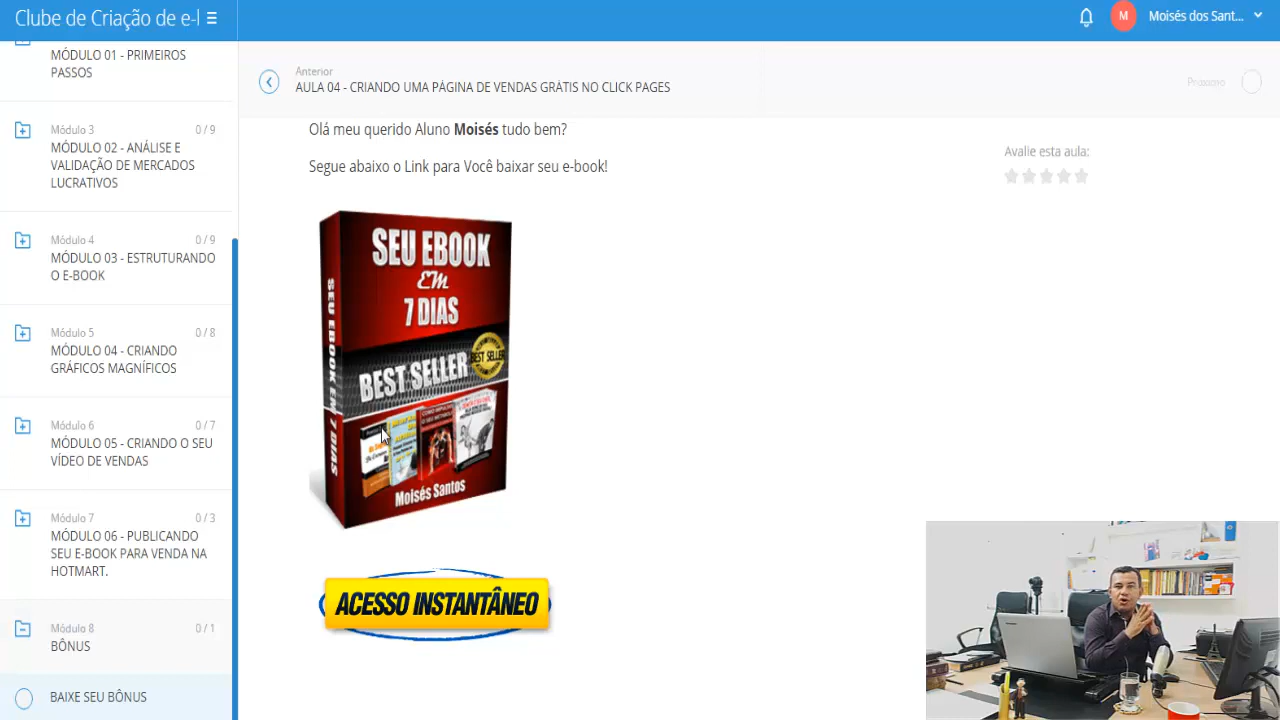 Clube de Criação de e-l
M
Moisés dos Sant...
MÓDULO 01 - PRIMEIROS
PASSOS
Módulo 3
0 / 9
MÓDULO 02 - ANÁLISE E
VALIDAÇÃO DE MERCADOS
LUCRATIVOS
Módulo 4
0 / 9
MÓDULO 03 - ESTRUTURANDO
O E-BOOK
Módulo 5
0 / 8
MÓDULO 04 - CRIANDO
GRÁFICOS MAGNÍFICOS
Módulo 6
0 / 7
MÓDULO 05 - CRIANDO O SEU
VÍDEO DE VENDAS
Módulo 7
0 / 3
MÓDULO 06 - PUBLICANDO
SEU E-BOOK PARA VENDA NA
HOTMART.
Módulo 8
0 / 1
BÔNUS
BAIXE SEU BÔNUS
Anterior
AULA 04 - CRIANDO UMA PÁGINA DE VENDAS GRÁTIS NO CLICK PAGES
Próximo
Olá meu querido Aluno Moisés tudo bem?
Segue abaixo o Link para Você baixar seu e-book!
Avalie esta aula:
SEU EBOOK
EM
7 DIAS
SEU EBOOK EM 7 DIAS
BEST SELLER
BEST SELLER
Moisés Santos
ACESSO INSTANTÂNEO